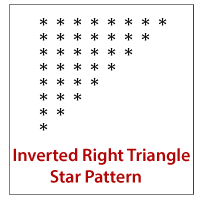 * * * * * * * *
* * * * * * *
* * * * * *
* * * * *
* * * *
* * *
* *
*
Inverted Right Triangle
Star Pattern